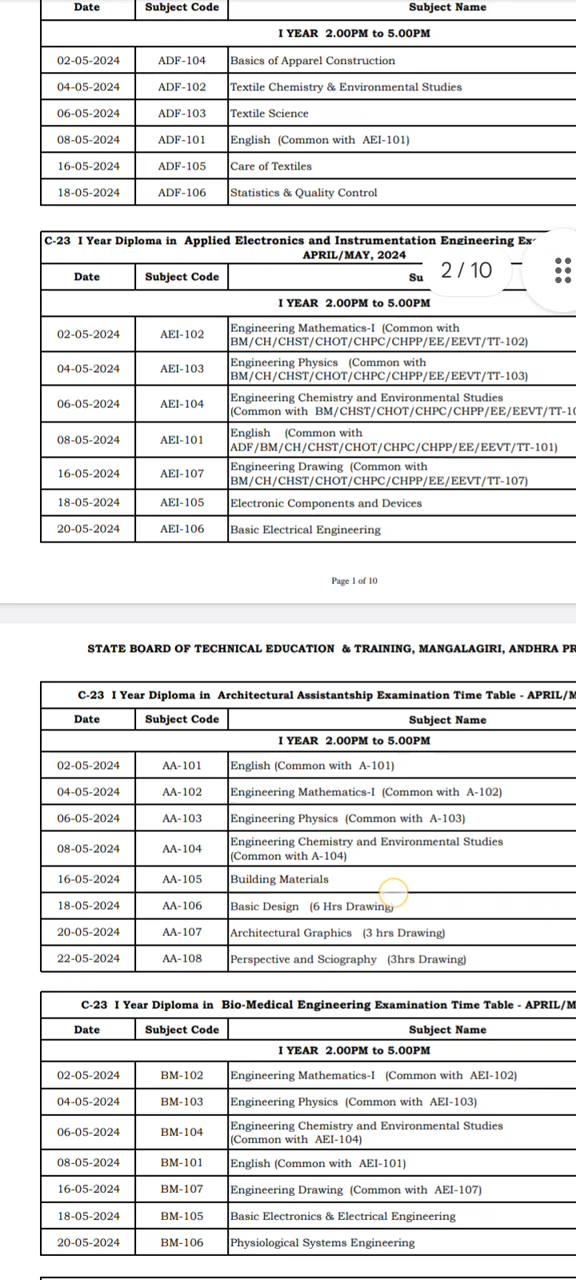 Date Subject Code Subject Name
I YEAR 2.00PM to 5.00PM
02-05-2024 ADF-104 Basics of Apparel Construction
04-05-2024 ADF-102 Textile Chemistry & Environmental Studies
06-05-2024 ADF-103 Textile Science
08-05-2024 ADF-101 English (Common with AEI-101)
16-05-2024 ADF-105 Care of Textiles
18-05-2024 ADF-106 Statistics & Quality Control
C-23 I Year Diploma in Applied Electronics and Instrumentation Engineering Ex
APRIL/MAY, 2024
2 / 10
Date Subject Code Su
I YEAR 2.00PM to 5.00PM
02-05-2024 AEI-102 Engineering Mathematics-I (Common with
BM/CH/CHST/CHOT/CHPC/CHPP/EE/EEVT/TT-102)
04-05-2024 AEI-103 Engineering Physics (Common with
BM/CH/CHST/CHOT/CHPC/CHPP/EE/EEVT/TT-103)
06-05-2024 AEI-104 Engineering Chemistry and Environmental Studies
(Common with BM/CH/CHST/CHOT/CHPC/CHPP/EE/EEVT/TT-10
08-05-2024 AEI-101 English (Common with
ADF/BM/CH/CHST/CHOT/CHPC/CHPP/EE/EEVT/TT-101)
16-05-2024 AEI-107 Engineering Drawing (Common with
BM/CH/CHST/CHOT/CHPC/CHPP/EE/EEVT/TT-107)
18-05-2024 AEI-105 Electronic Components and Devices
20-05-2024 AEI-106 Basic Electrical Engineering
Page 1 of 10
STATE BOARD OF TECHNICAL EDUCATION & TRAINING, MANGALAGIRI, ANDHRA PR
C-23 I Year Diploma in Architectural Assistantship Examination Time Table - APRIL/M
Date Subject Code Subject Name
I YEAR 2.00PM to 5.00PM
02-05-2024 AA-101 English (Common with A-101)
04-05-2024 AA-102 Engineering Mathematics-I (Common with A-102)
06-05-2024 AA-103 Engineering Physics (Common with A-103)
08-05-2024 AA-104 Engineering Chemistry and Environmental Studies
(Common with A-104)
16-05-2024 AA-105 Building Materials
18-05-2024 AA-106 Basic Design (6 Hrs Drawing)
20-05-2024 AA-107 Architectural Graphics (3 hrs Drawing)
22-05-2024 AA-108 Perspective and Sciography (3hrs Drawing)
C-23 I Year Diploma in Bio-Medical Engineering Examination Time Table - APRIL/M
Date Subject Code Subject Name
I YEAR 2.00PM to 5.00PM
02-05-2024 BM-102 Engineering Mathematics-I (Common with AEI-102)
04-05-2024 BM-103 Engineering Physics (Common with AEI-103)
06-05-2024 BM-104 Engineering Chemistry and Environmental Studies
(Common with AEI-104)
08-05-2024 BM-101 English (Common with AEI-101)
16-05-2024 BM-107 Engineering Drawing (Common with AEI-107)
18-05-2024 BM-105 Basic Electronics & Electrical Engineering
20-05-2024 BM-106 Physiological Systems Engineering